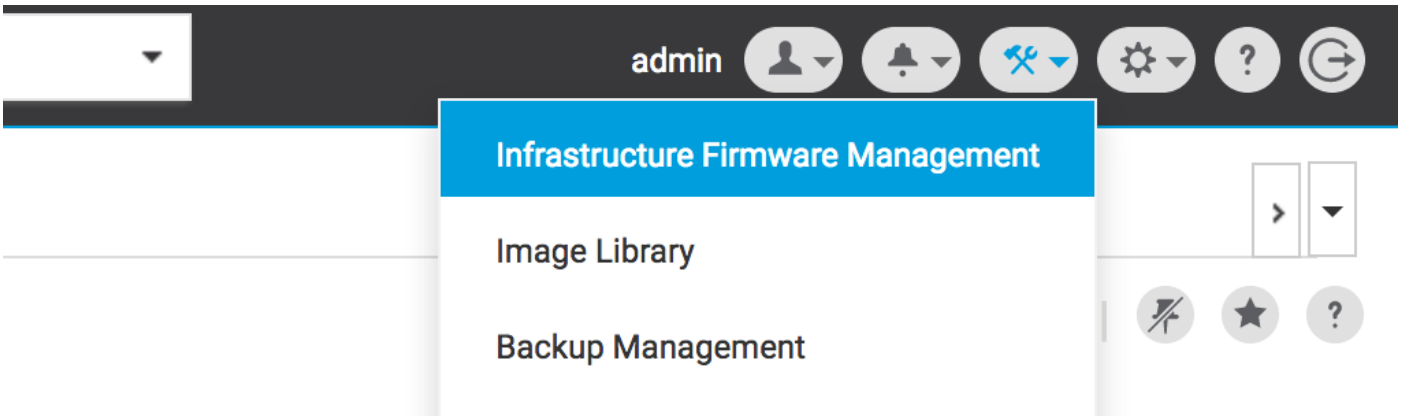 admin
?
Infrastructure Firmware Management
Image Library
?
Backup Management